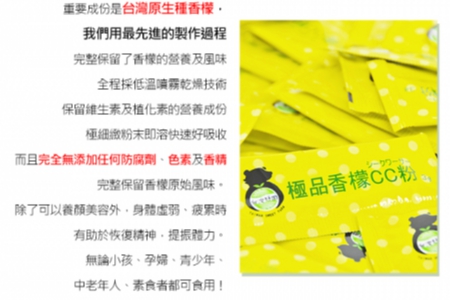 重要成份是台灣原生種香檬，
我們用最先進的製作過程
完整保留了香檬的營養及風味
全程採低溫噴霧乾燥技術
保留維生素及植化素的營養成份
極細緻粉末即溶快速好吸收
而且完全無添加任何防腐劑、色素及香精
完整保留香檬原始風味。
除了可以養顏美容外，身體虛弱、疲累時
有助於恢復精神，提振體力。
無論小孩、孕婦、青少年、
中老年人、素食者都可食用！
シークワーサー
極品香檬CC粉